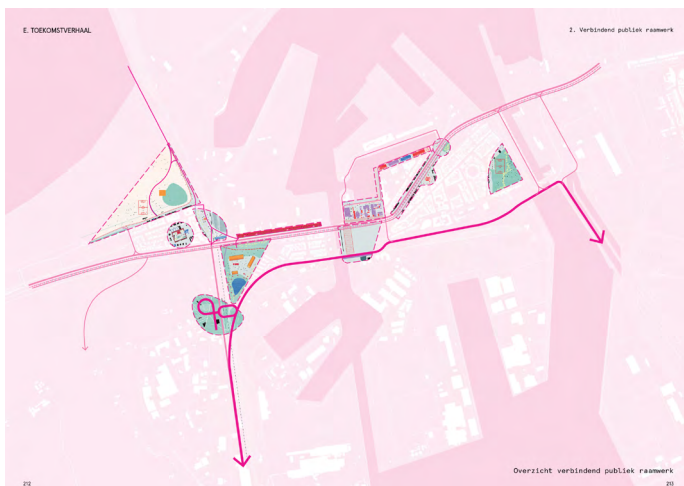 E. TOEKOMSTVERHAAL
2. Verbindend publiek raamwerk
Overzicht verbindend publiek raamwerk
212
213